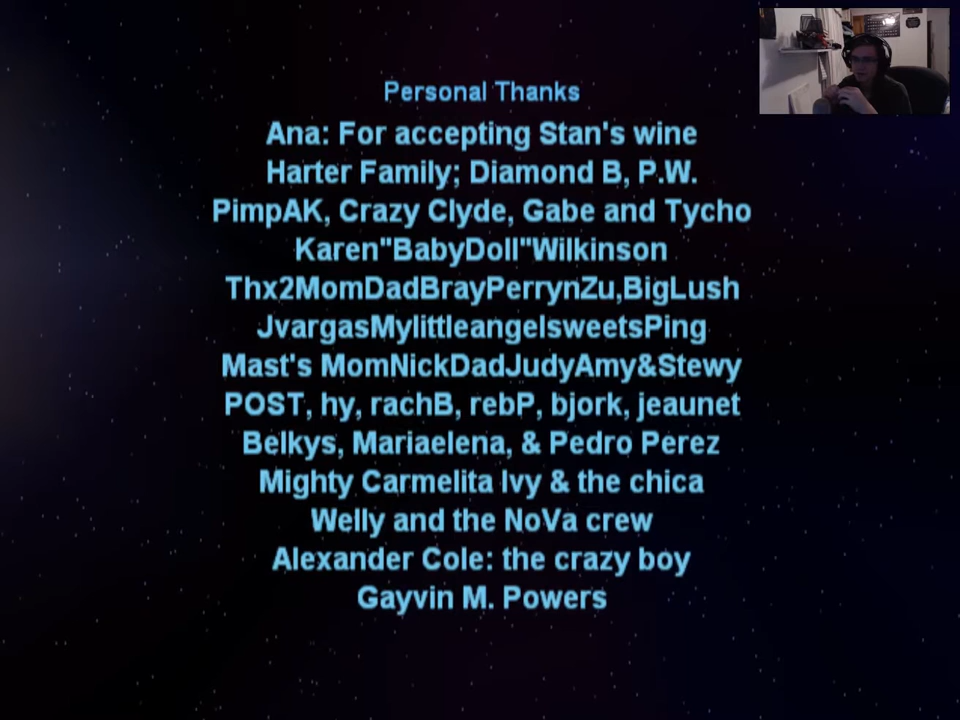 Personal Thanks
Ana: For accepting Stan's wine
Harter Family; Diamond B, P.W.
PimpAK, Crazy Clyde, Gabe and Tycho
Karen"BabyDoll"Wilkinson
Thx2MomDadBrayPerrynZu,BigLush
JvargasMylittleangelsweetsPing
Mast's MomNickDadJudyAmy&Stewy
POST, hy, rachB, rebP, bjork, jeaunet
Belkys, Mariaelena, & Pedro Perez
Mighty Carmelita Ivy & the chica
Welly and the NoVa crew
Alexander Cole: the crazy boy
Gayvin M. Powers